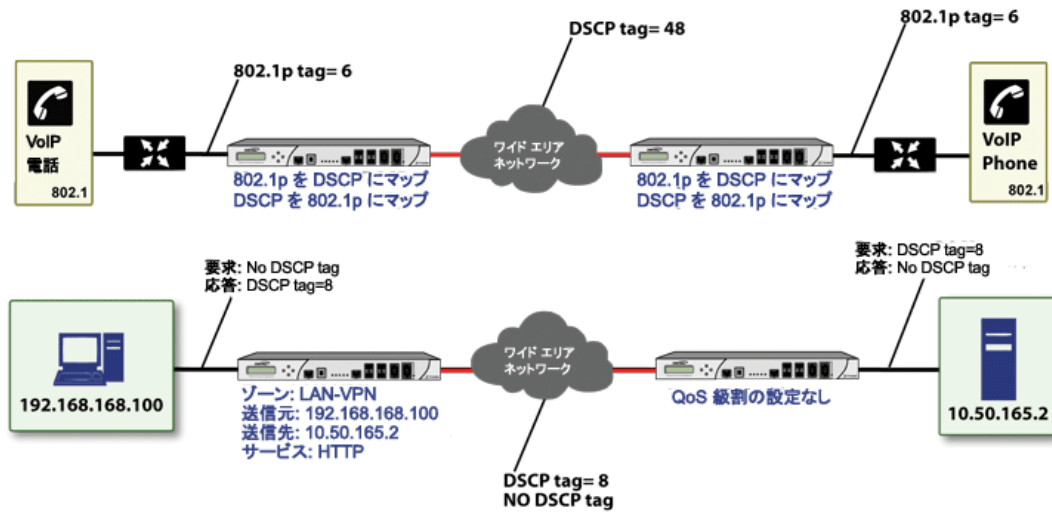 DSCP tag= 48
802.1p tag= 6
802.1p tag= 6
VoIP
電話
802.1
ワイド エリア
ネットワーク
VoIP
Phone
802.1
802.1p を DSCP にマップ
DSCP を 802.1p にマップ
802.1p を DSCP にマップ
DSCP を 802.1p にマップ
要求: No DSCP tag
応答: DSCP tag=8
要求: DSCP tag=8
応答: No DSCP tag
192.168.168.100
ワイド エリア
ネットワーク
10.50.165.2
ゾーン: LAN-VPN
送信元: 192.168.168.100
送信先: 10.50.165.2
サービス: HTTP
QoS 級割の設定なし
DSCP tag= 8
NO DSCP tag